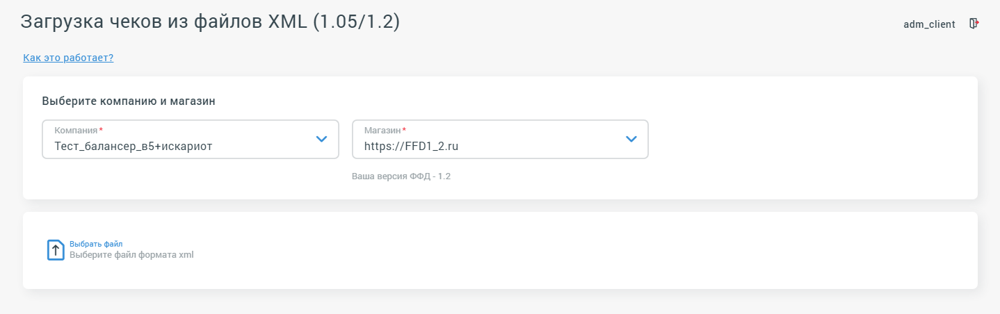 Загрузка чеков из файлов XML (1.05/1.2)
adm_client
Как это работает?
Выберите компанию и магазин
Компания*
Тест_балансер_в5+искариот
Магазин*
https://FFD1_2.ru
Ваша версия ФФД - 1.2
Выбрать файл
Выберите файл формата xml